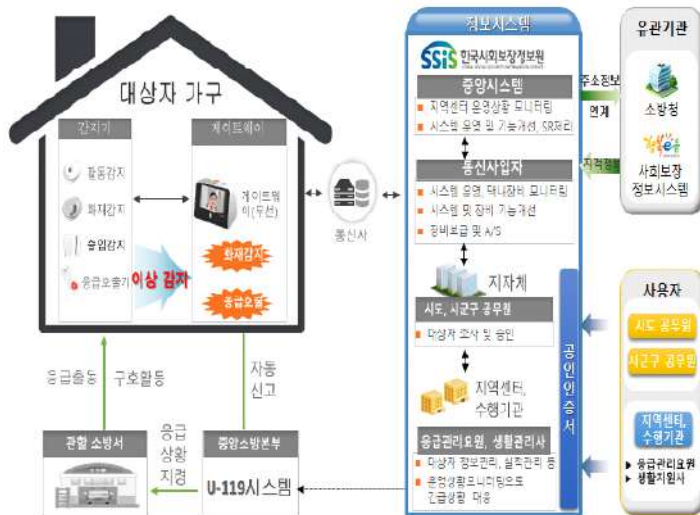 대상자 가구
감지기
활동감지
화재감지
출입감지
응급호출기
이상 감지
게이트웨이
게이트웨
이(무선)
화재감지
응급호출
통신사
응급출동
구호활동
자동
신고
관할 소방서
응급
상황
지령
중앙소방본부
U-119시스템
정보시스템
SSiS 한국사회보장정보원
중앙시스템
지역센터 운영상황 모니터링
시스템 운영 및 기능개선, SR처리
통신사업자
시스템 운영, 댁내장비 모니터링
시스템 및 장비 기능개선
장비보급 및 A/S
지자체
시도, 시군구 공무원
대상자 조사 및 승인
지역센터,
수행기관
응급관리요원, 생활관리사
대상자 정보관리, 실적관리 등
운영상황모니터링으로
긴급상황 대응
공인인증서
주소정보
연계
자격정보
유관기관
소방청
행복e음
사회보장
정보시스템
사용자
시도 공무원
시군구 공무원
지역센터,
수행기관
응급관리요원
생활지원사